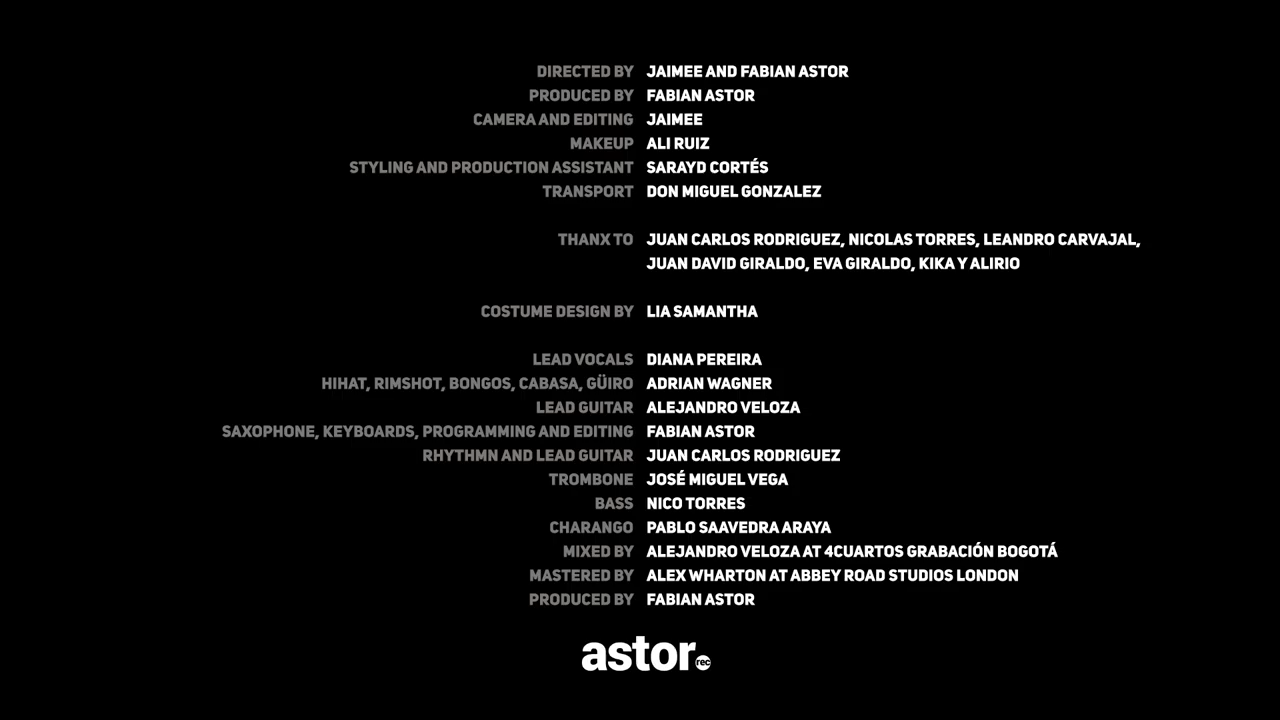 DIRECTED BY JAIMEE AND FABIAN ASTOR
PRODUCED BY FABIAN ASTOR
CAMERA AND EDITING JAIMEE
MAKEUP ALI RUIZ
STYLING AND PRODUCTION ASSISTANT SARAYD CORTÉS
TRANSPORT DON MIGUEL GONZALEZ
THANX TO JUAN CARLOS RODRIGUEZ, NICOLAS TORRES, LEANDRO CARVAJAL,
JUAN DAVID GIRALDO, EVA GIRALDO, KIKA Y ALIRIO
COSTUME DESIGN BY LIA SAMANTHA
LEAD VOCALS DIANA PEREIRA
HIHAT, RIMSHOT, BONGOS, CABASA, GÜIRO ADRIAN WAGNER
LEAD GUITAR ALEJANDRO VELOZA
SAXOPHONE, KEYBOARDS, PROGRAMMING AND EDITING FABIAN ASTOR
RHYTHMN AND LEAD GUITAR JUAN CARLOS RODRIGUEZ
TROMBONE JOSÉ MIGUEL VEGA
BASS NICO TORRES
CHARANGO PABLO SAAVEDRA ARAYA
MIXED BY ALEJANDRO VELOZA AT 4CUARTOS GRABACIÓN BOGOTÁ
MASTERED BY ALEX WHARTON AT ABBEY ROAD STUDIOS LONDON
PRODUCED BY FABIAN ASTOR
astor rec